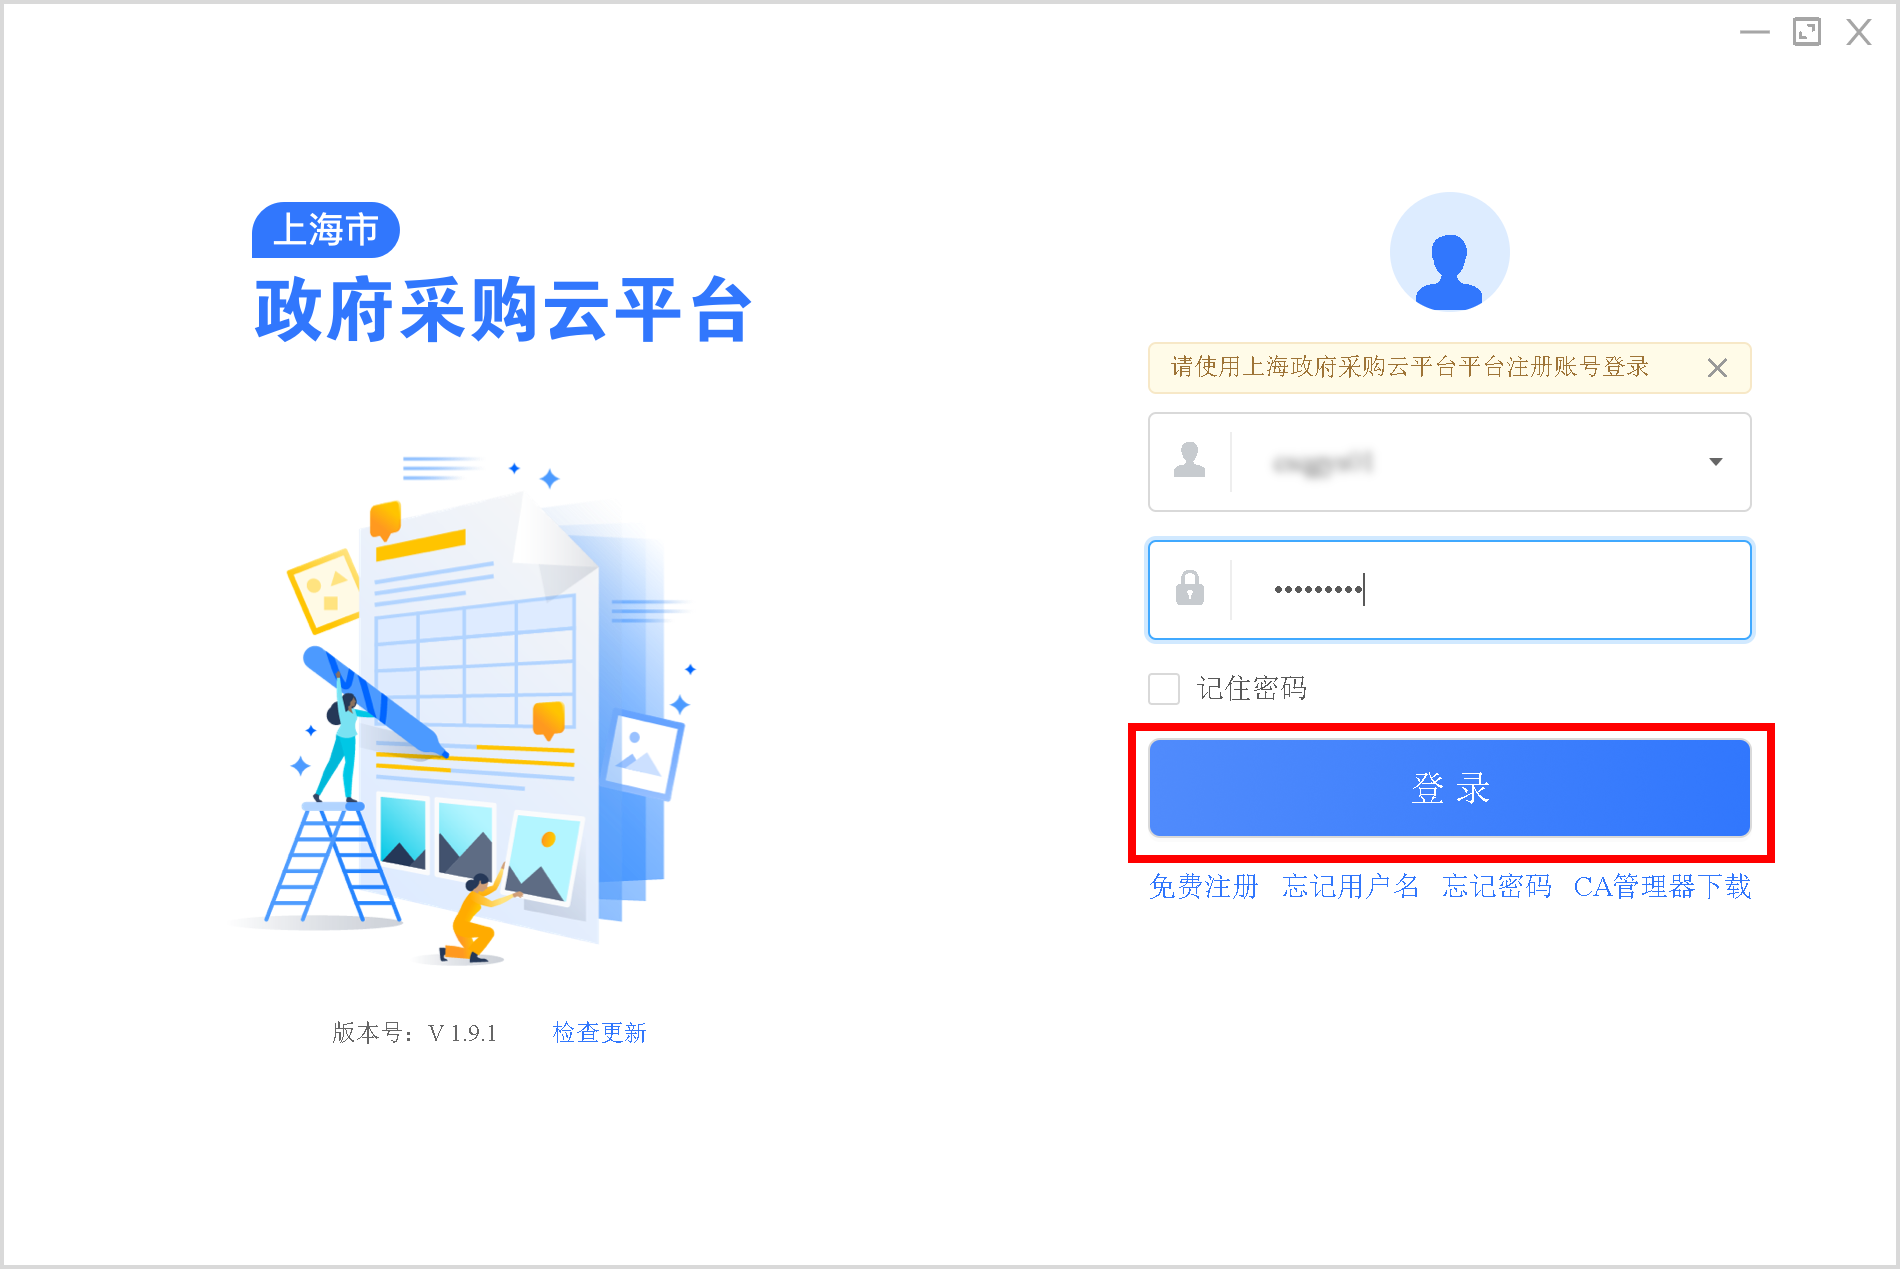 上海市
政府采购云平台
请使用上海政府采购云平台平台注册账号登录
记住密码
登 录
免费注册 忘记用户名 忘记密码 CA管理器下载
版本号：V 1.9.1 检查更新